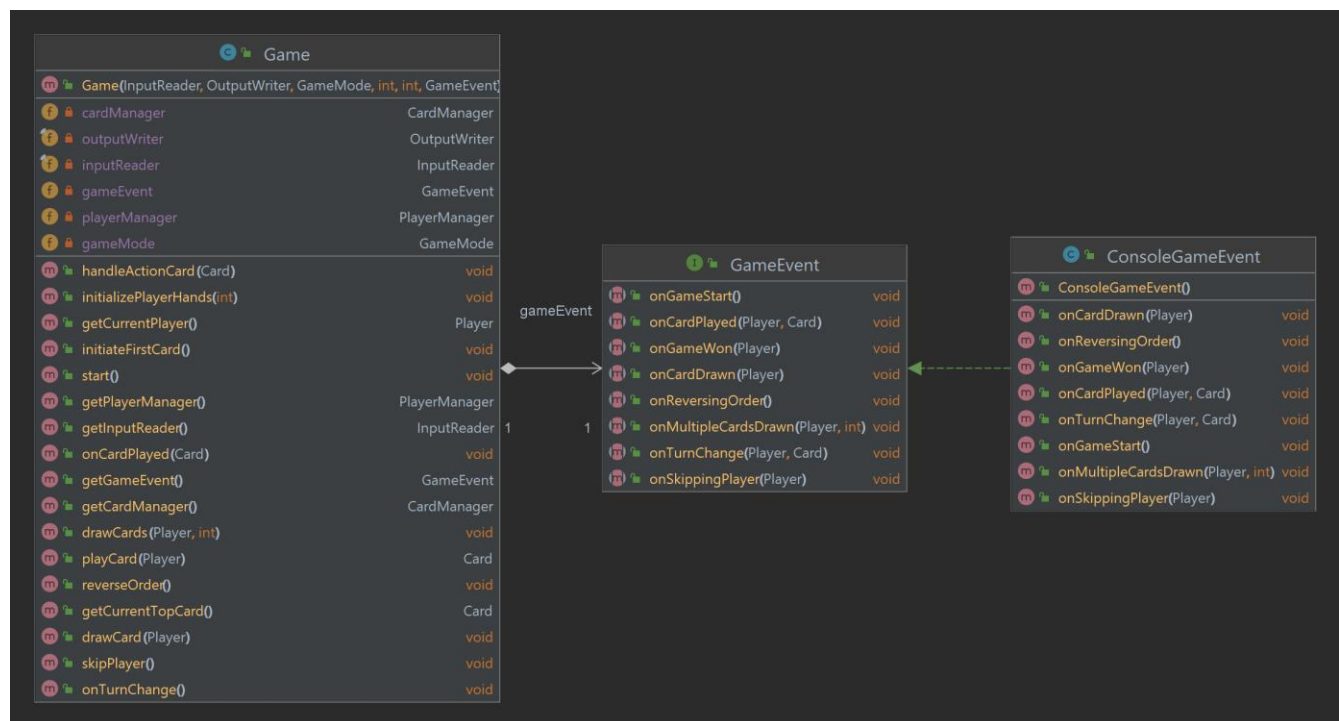 Game
Game(InputReader, OutputWriter, GameMode, int, int, GameEvent)
cardManager CardManager
outputWriter OutputWriter
inputReader InputReader
gameEvent GameEvent
playerManager PlayerManager
gameMode GameMode
handleActionCard(Card) void
initializePlayerHands(int) void
getCurrentPlayer() Player
initiateFirstCard() void
start() void
getPlayerManager() PlayerManager
getInputReader() InputReader
onCardPlayed(Card) void
getGameEvent() GameEvent
getCardManager() CardManager
drawCards(Player, int) void
playCard(Player) Card
reverseOrder() void
getCurrentTopCard() Card
drawCard(Player) void
skipPlayer() void
onTurnChange() void
gameEvent
1 1
GameEvent
onGameStart() void
onCardPlayed(Player, Card) void
onGameWon(Player) void
onCardDrawn(Player) void
onReversingOrder() void
onMultipleCardsDrawn(Player, int) void
onTurnChange(Player, Card) void
onSkippingPlayer(Player) void
ConsoleGameEvent
ConsoleGameEvent()
onCardDrawn(Player) void
onReversingOrder() void
onGameWon(Player) void
onCardPlayed(Player, Card) void
onTurnChange(Player, Card) void
onGameStart() void
onMultipleCardsDrawn(Player, int) void
onSkippingPlayer(Player) void